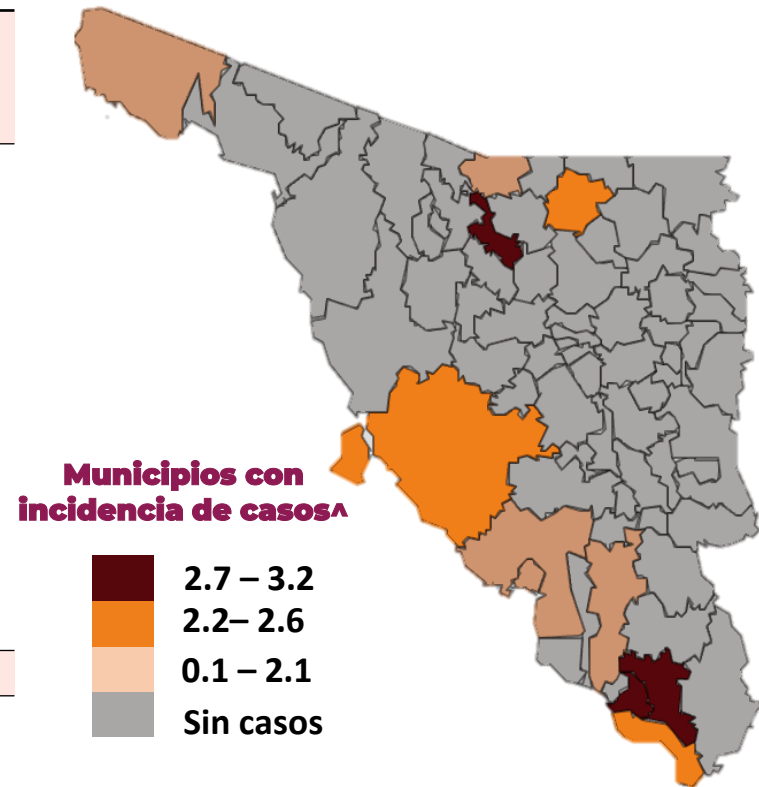 Municipios con
incidencia de casos^
2.7 – 3.2
2.2– 2.6
0.1 – 2.1
Sin casos